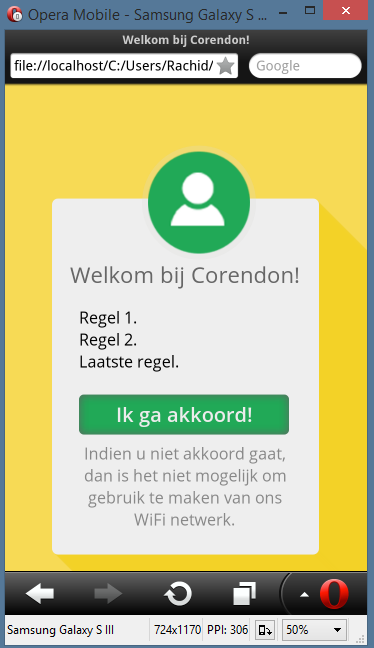 Opera Mobile - Samsung Galaxy S ...
Welkom bij Corendon!
file://localhost/C:/Users/Rachid/
Google
Welkom bij Corendon!
Regel 1.
Regel 2.
Laatste regel.
Ik ga akkoord!
Indien u niet akkoord gaat,
dan is het niet mogelijk om
gebruik te maken van ons
WiFi netwerk.
Samsung Galaxy S III
724x1170
PPI: 306
50%